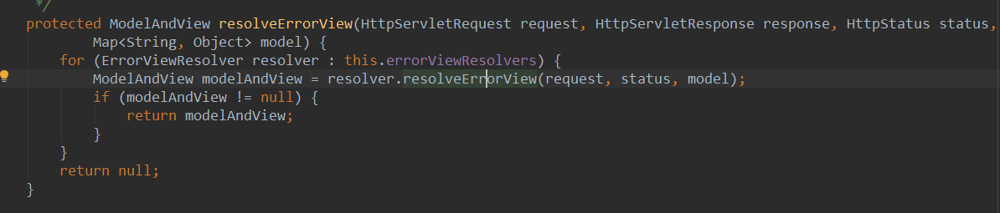 */
protected ModelAndView resolveErrorView(HttpServletRequest request, HttpServletResponse response, HttpStatus status,
Map<String, Object> model) {
for (ErrorViewResolver resolver : this.errorViewResolvers) {
ModelAndView modelAndView = resolver.resolveErrorView(request, status, model);
if (modelAndView != null) {
return modelAndView;
}
}
return null;
}